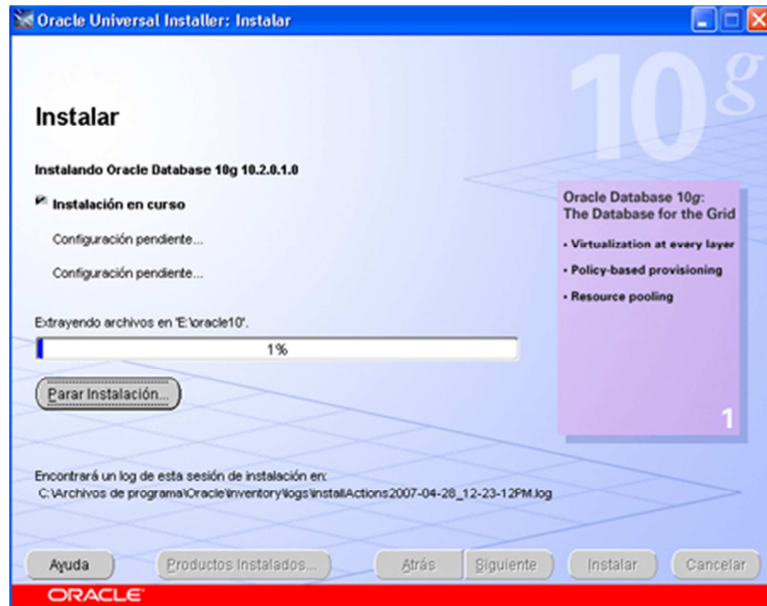 Oracle Universal Installer: Instalar
10g
Instalar
Instalando Oracle Database 10g 10.2.0.1.0
Instalación en curso
Configuración pendiente...
Configuración pendiente...
Extrayendo archivos en 'E:\oracle10'.
1%
Parar Instalación...
Oracle Database 10g:
The Database for the Grid
• Virtualization at every layer
• Policy-based provisioning
• Resource pooling
1
Encontrará un log de esta sesión de instalación en:
C:\Archivos de programa\Oracle\Inventory\logs\installActions2007-04-28_12-23-12PM.log
Ayuda
Productos Instalados...
Atrás
Siguiente
Instalar
Cancelar
ORACLE